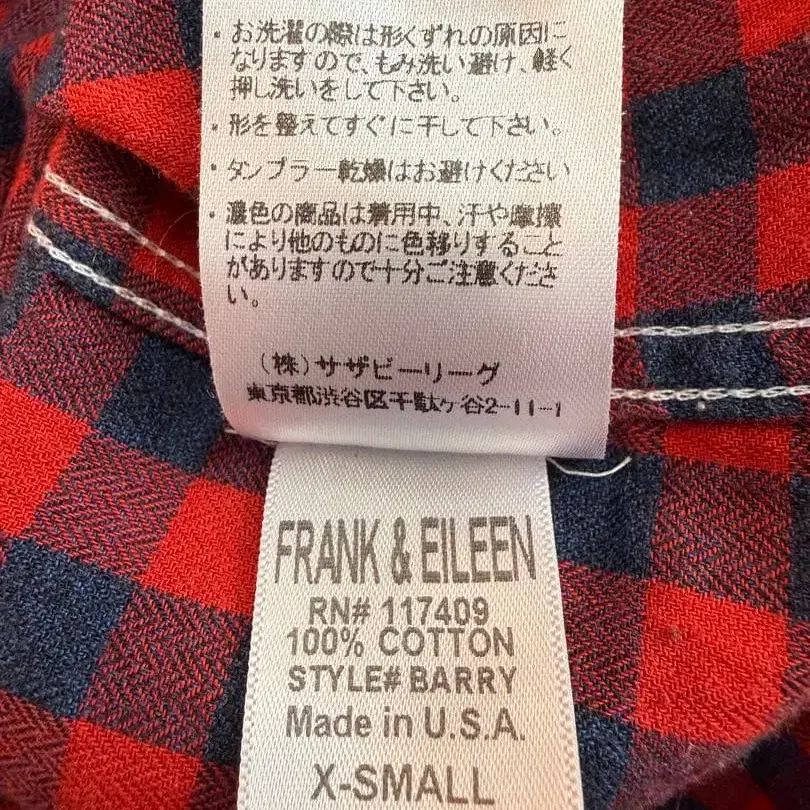 ・お洗濯の際は形くずれの原因に
なりますので、もみ洗い避け、軽く
押し洗いをして下さい。
・形を整えてすぐに干して下さい。
・タンブラー乾燥はお避けください
・濃色の商品は着用中、汗や摩擦
により他のものに色移りすること
がありますので十分ご注意くださ
い。
(株)サザビーリーグ
東京都渋谷区千駄ヶ谷2-11-1
FRANK & EILEEN
RN# 117409
100% COTTON
STYLE# BARRY
Made in U.S.A.
X-SMALL